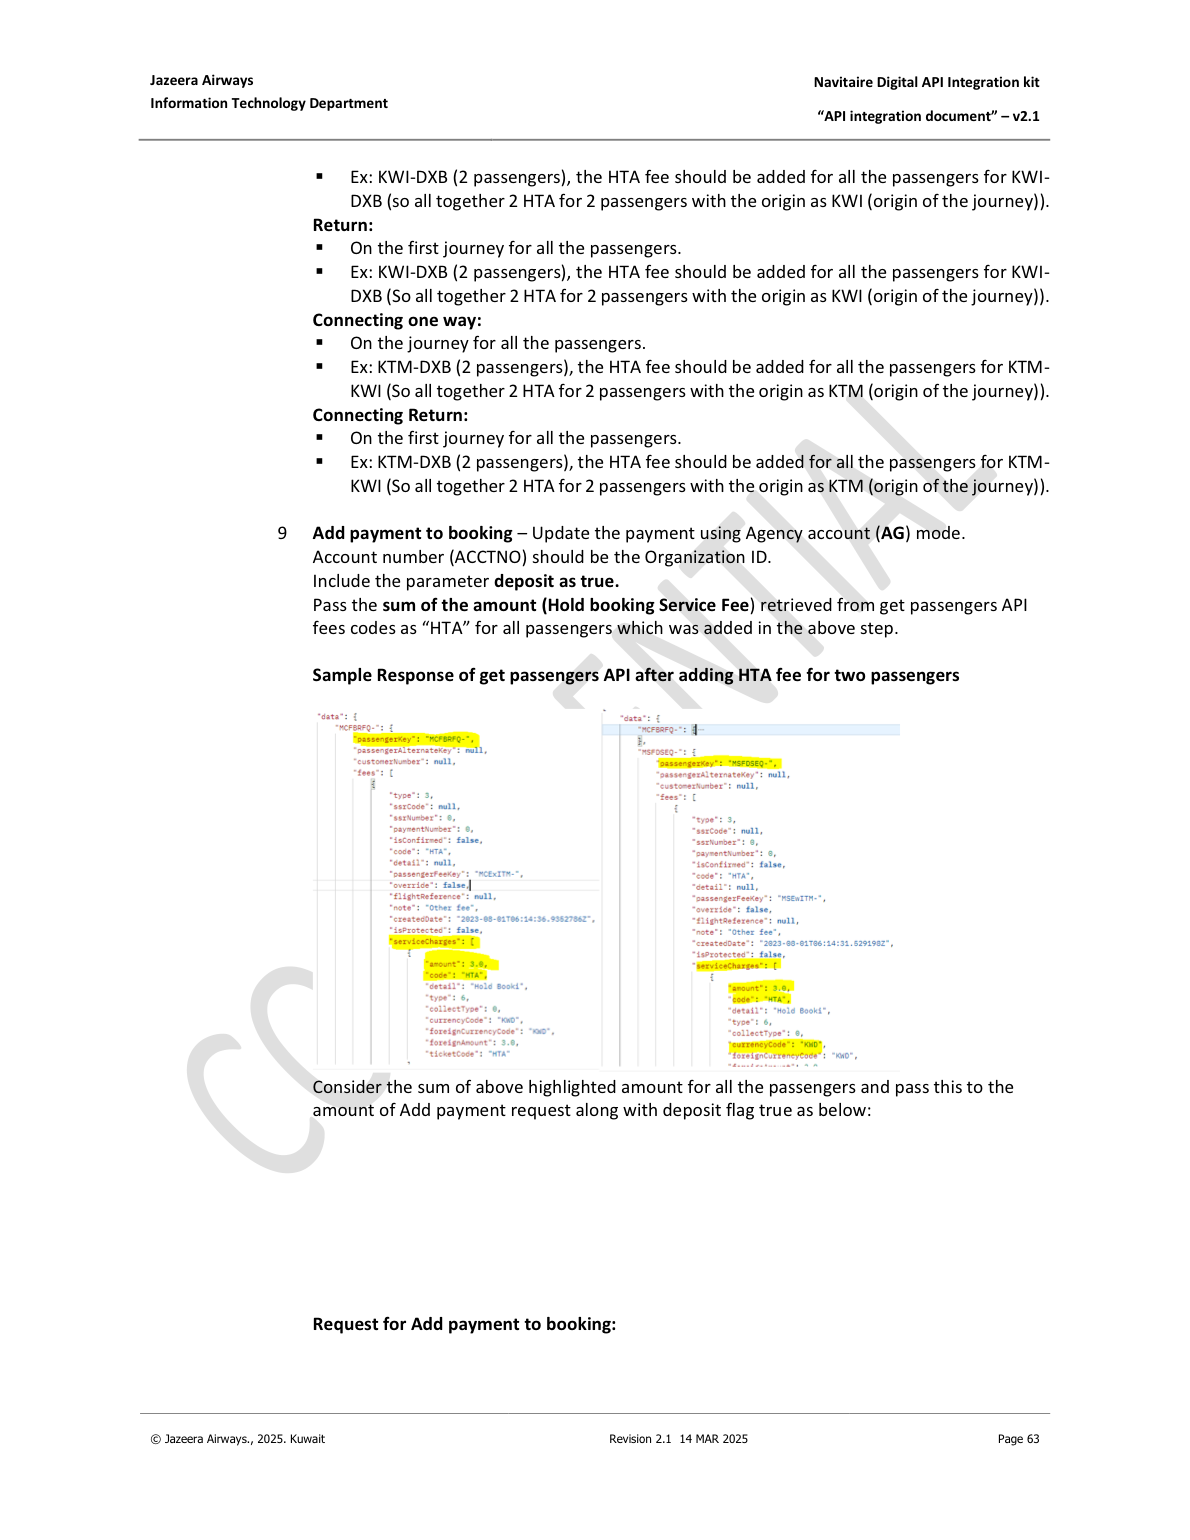 Jazeera Airways
Information Technology Department
Navitaire Digital API Integration kit
“API integration document” – v2.1
▪ Ex: KWI-DXB (2 passengers), the HTA fee should be added for all the passengers for KWI-
DXB (so all together 2 HTA for 2 passengers with the origin as KWI (origin of the journey)).
Return:
▪ On the first journey for all the passengers.
▪ Ex: KWI-DXB (2 passengers), the HTA fee should be added for all the passengers for KWI-
DXB (So all together 2 HTA for 2 passengers with the origin as KWI (origin of the journey)).
Connecting one way:
▪ On the journey for all the passengers.
▪ Ex: KTM-DXB (2 passengers), the HTA fee should be added for all the passengers for KTM-
KWI (So all together 2 HTA for 2 passengers with the origin as KTM (origin of the journey)).
Connecting Return:
▪ On the first journey for all the passengers.
▪ Ex: KTM-DXB (2 passengers), the HTA fee should be added for all the passengers for KTM-
KWI (So all together 2 HTA for 2 passengers with the origin as KTM (origin of the journey)).
9 Add payment to booking – Update the payment using Agency account (AG) mode.
Account number (ACCTNO) should be the Organization ID.
Include the parameter deposit as true.
Pass the sum of the amount (Hold booking Service Fee) retrieved from get passengers API
fees codes as “HTA” for all passengers which was added in the above step.
Sample Response of get passengers API after adding HTA fee for two passengers
"data": {
"MCFBRFQ-": {
"passengerKey": "MCFBRFQ-",
"passengerAlternateKey": null,
"customerNumber": null,
"fees": [
{
"type": 3,
"ssrCode": null,
"ssrNumber": 0,
"paymentNumber": 0,
"isConfirmed": false,
"code": "HTA",
"detail": null,
"passengerFeeKey": "MCExITM-",
"override": false,
"flightReference": null,
"note": "Other fee",
"createdDate": "2023-08-01T06:14:36.9352786Z",
"isProtected": false,
"serviceCharges": [
{
"amount": 3.0,
"code": "HTA",
"detail": "Hold Booki",
"type": 6,
"collectType": 0,
"currencyCode": "KWD",
"foreignCurrencyCode": "KWD",
"foreignAmount": 3.0,
"ticketCode": "HTA"
"data": {
"MCFBRFQ-": {
},
"MSFDSEQ-": {
"passengerKey": "MSFDSEQ-",
"passengerAlternateKey": null,
"customerNumber": null,
"fees": [
{
"type": 3,
"ssrCode": null,
"ssrNumber": 0,
"paymentNumber": 0,
"isConfirmed": false,
"code": "HTA",
"detail": null,
"passengerFeeKey": "MSEwITM-",
"override": false,
"flightReference": null,
"note": "Other fee",
"createdDate": "2023-08-01T06:14:31.529198Z",
"isProtected": false,
"serviceCharges": [
{
"amount": 3.0,
"code": "HTA",
"detail": "Hold Booki",
"type": 6,
"collectType": 0,
"currencyCode": "KWD",
"foreignCurrencyCode": "KWD",
Consider the sum of above highlighted amount for all the passengers and pass this to the
amount of Add payment request along with deposit flag true as below:
Request for Add payment to booking:
© Jazeera Airways., 2025. Kuwait
Revision 2.1 14 MAR 2025
Page 63